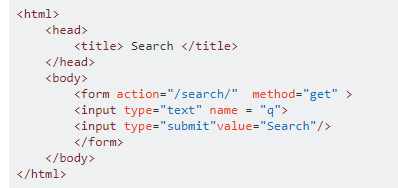 <html>
<head>
<title> Search </title>
</head>
<body>
<form action="/search/"  method="get" >
<input type="text" name = "q">
<input type="submit"value="Search"/>
</form>
</body>
</html>